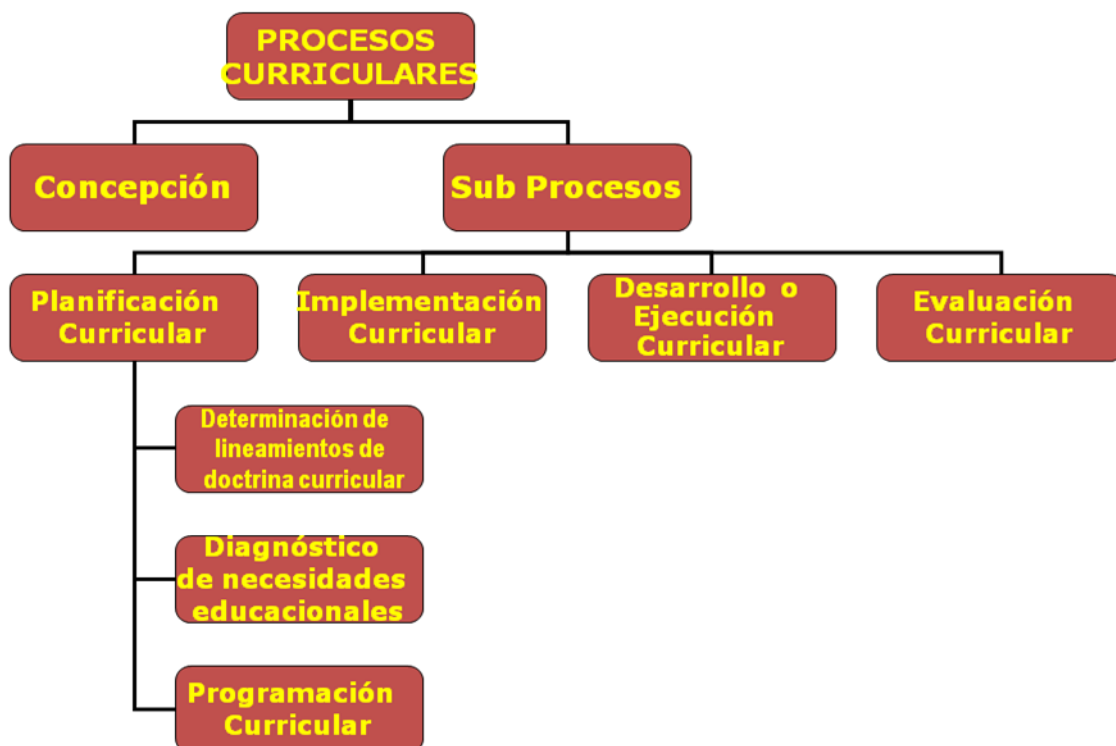 PROCESOS
CURRICULARES
Concepción
Sub Procesos
Planificación
Curricular
Implementación
Curricular
Desarrollo o
Ejecución
Curricular
Evaluación
Curricular
Determinación de
lineamientos de
doctrina curricular
Diagnóstico
de necesidades
educacionales
Programación
Curricular